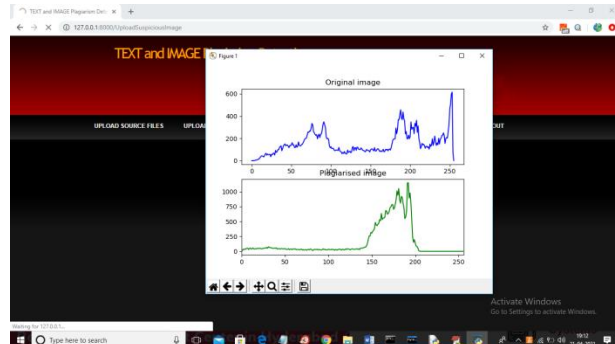 TEXT and IMAGE Plagiarism Dete
127.0.0.1:8000/UploadSuspiciousImage
TEXT and IMAGE
Figure 1
Original image
600
400
200
0
0 50 100 150 200 250
Plagiarised image
1000
750
500
250
0
0 50 100 150 200 250
UPLOAD SOURCE FILES
UPLOA
OUT
Activate Windows
Go to Settings to activate Windows.
Waiting for 127.0.0.1...
Type here to search
19:12